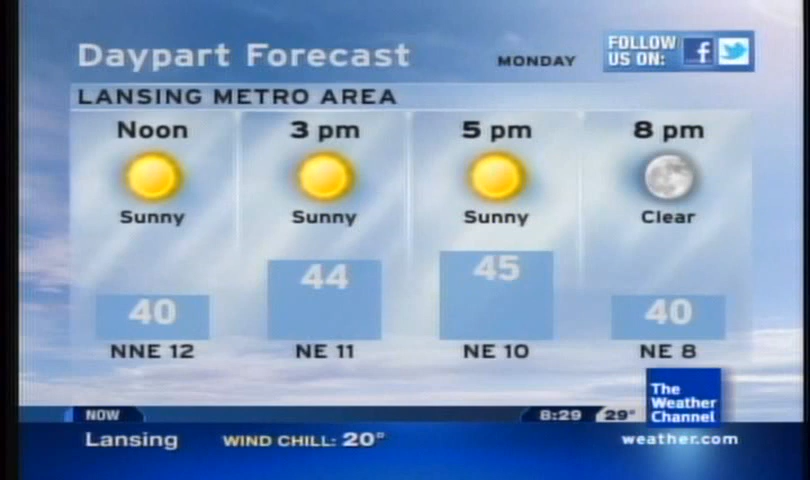 Daypart Forecast
MONDAY
FOLLOW US ON:
LANSING METRO AREA
Noon 3 pm 5 pm 8 pm
Sunny Sunny Sunny Clear
40 44 45 40
NNE 12 NE 11 NE 10 NE 8
The
Weather
Channel
NOW 8:29 29°
Lansing WIND CHILL: 20° weather.com